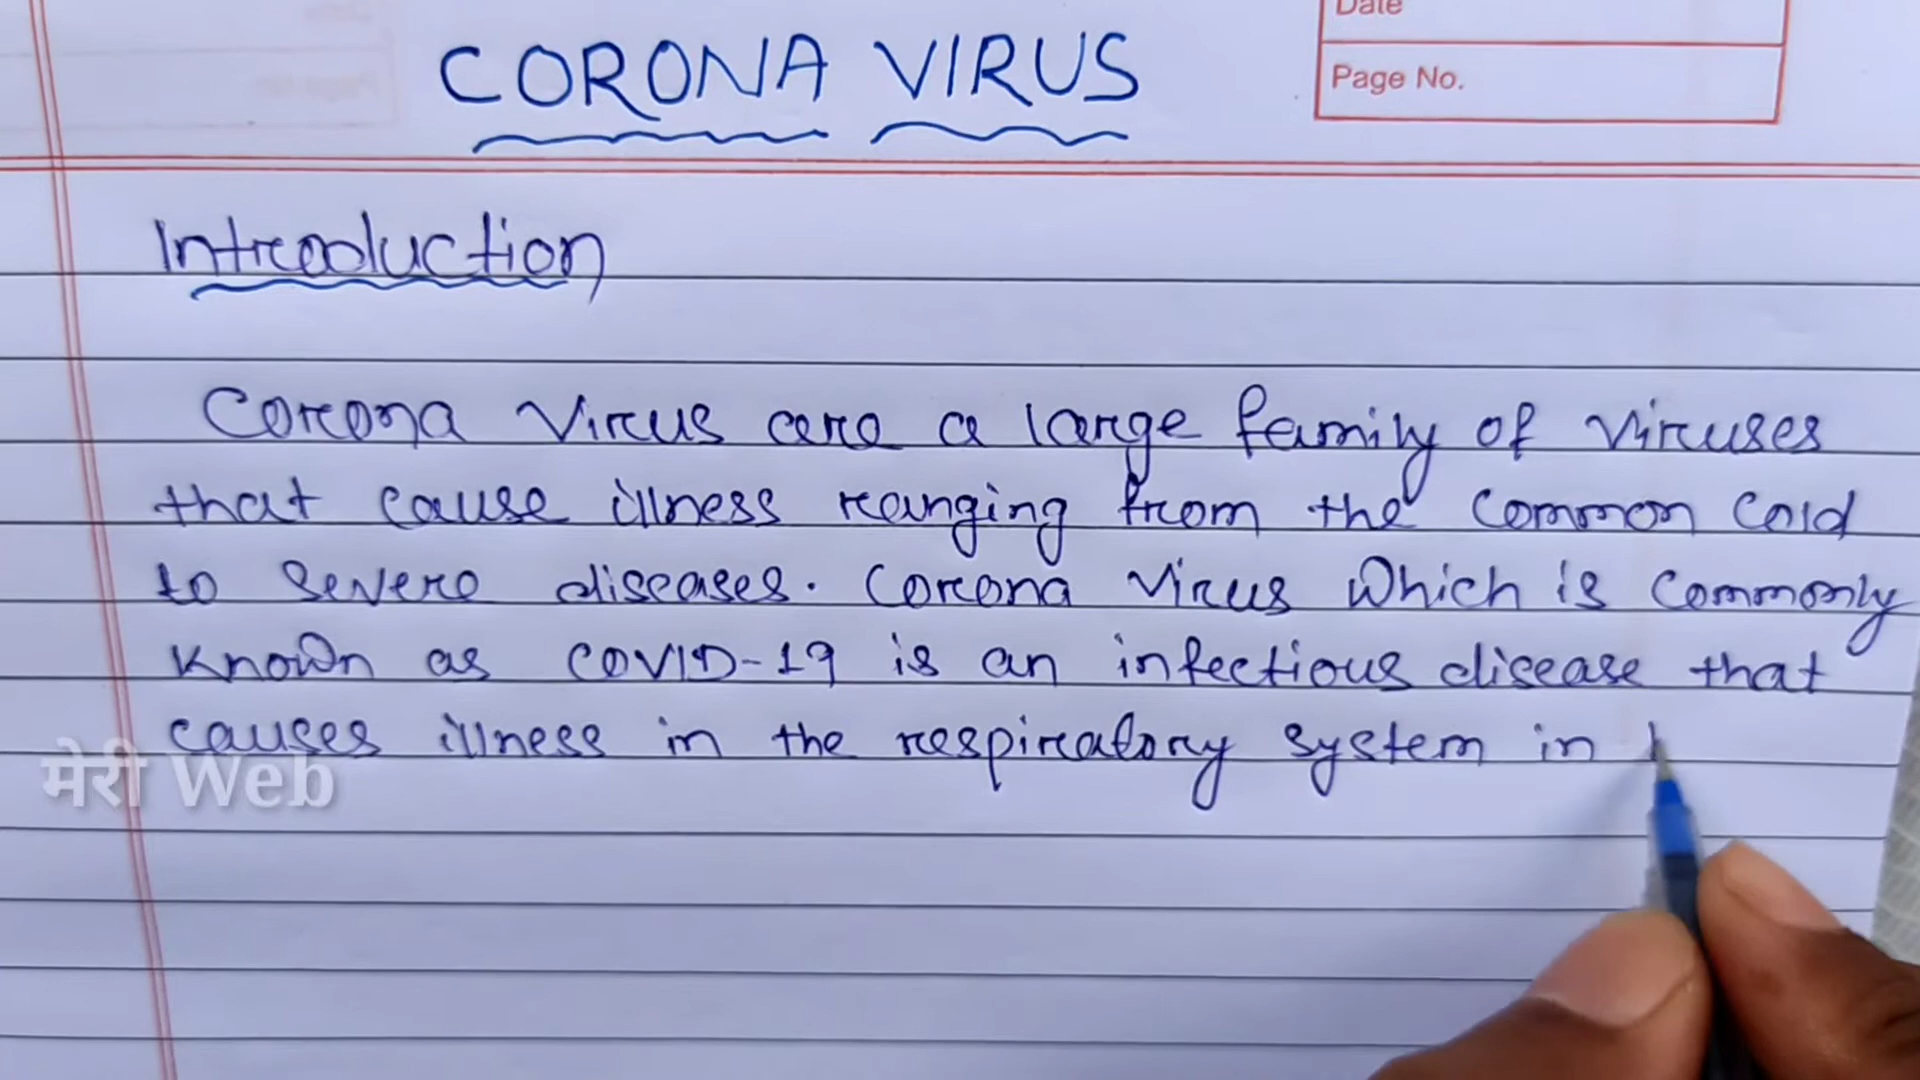 Date
CORONA VIRUS
Page No.
Introduction
Corona Virus are a large family of viruses
that cause illness ranging from the common cold
to severe diseases. Corona Virus which is commonly
known as COVID-19 is an infectious disease that
causes illness in the respiratory system in
मेरी Web